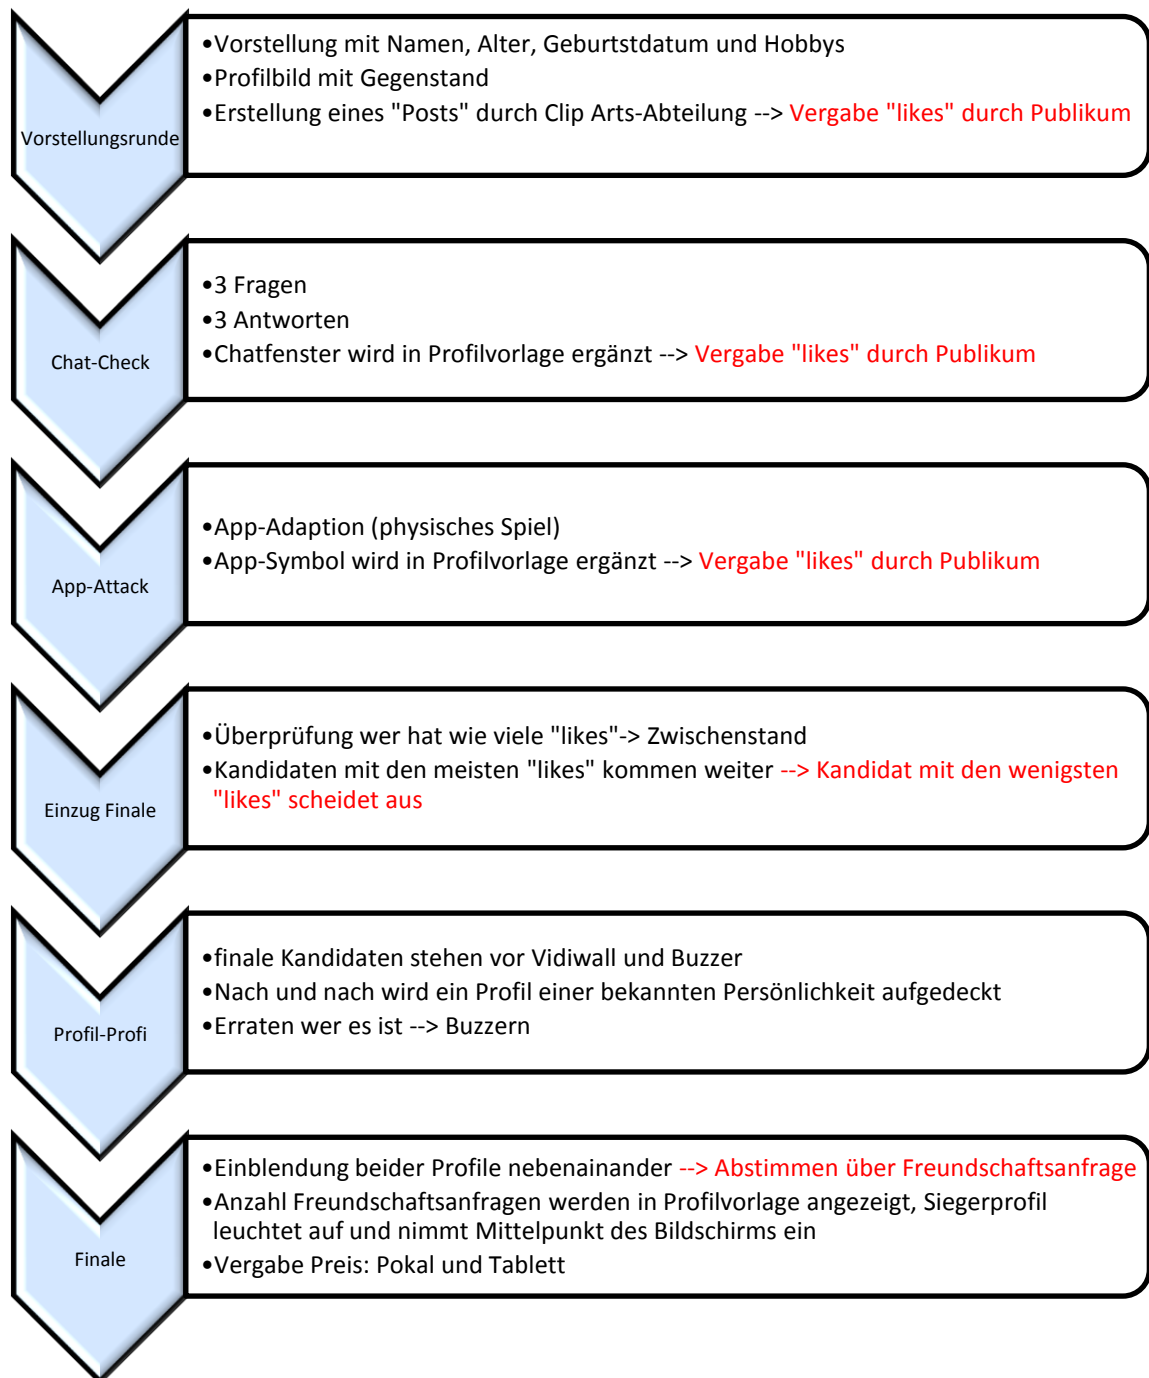 Vorstellungsrunde
•Vorstellung mit Namen, Alter, Geburtstdatum und Hobbys
•Profilbild mit Gegenstand
•Erstellung eines "Posts" durch Clip Arts-Abteilung --> Vergabe "likes" durch Publikum
Chat-Check
•3 Fragen
•3 Antworten
•Chatfenster wird in Profilvorlage ergänzt --> Vergabe "likes" durch Publikum
App-Attack
•App-Adaption (physisches Spiel)
•App-Symbol wird in Profilvorlage ergänzt --> Vergabe "likes" durch Publikum
Einzug Finale
•Überprüfung wer hat wie viele "likes"-> Zwischenstand
•Kandidaten mit den meisten "likes" kommen weiter --> Kandidat mit den wenigsten
"likes" scheidet aus
Profil-Profi
•finale Kandidaten stehen vor Vidiwall und Buzzer
•Nach und nach wird ein Profil einer bekannten Persönlichkeit aufgedeckt
•Erraten wer es ist --> Buzzern
Finale
•Einblendung beider Profile nebenainander --> Abstimmen über Freundschaftsanfrage
•Anzahl Freundschaftsanfragen werden in Profilvorlage angezeigt, Siegerprofil
leuchtet auf und nimmt Mittelpunkt des Bildschirms ein
•Vergabe Preis: Pokal und Tablett